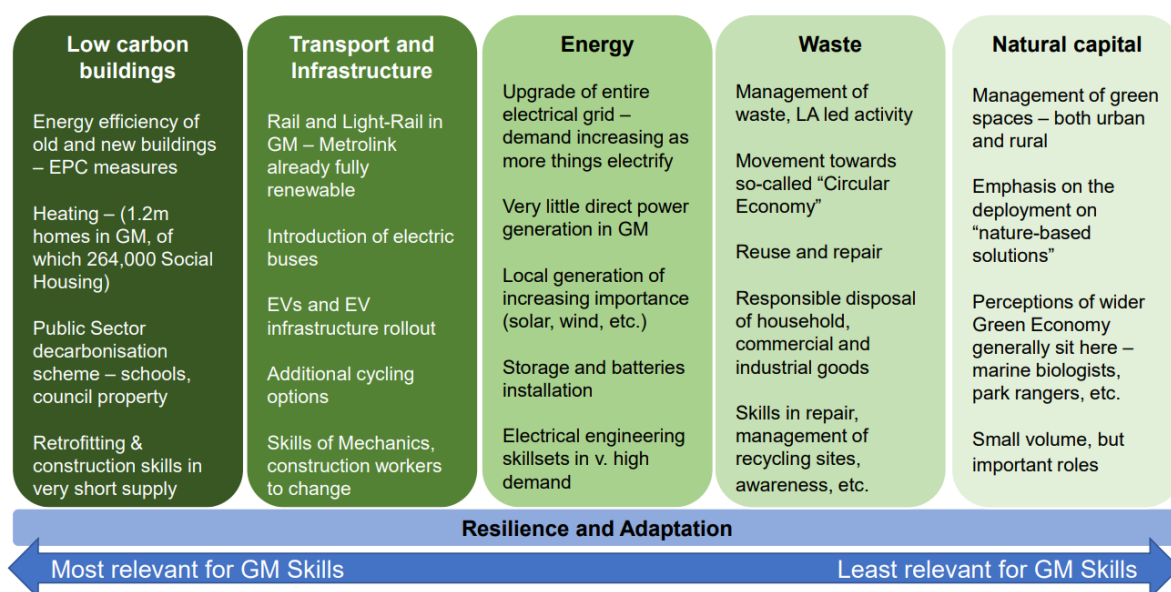 Low carbon
buildings
Energy efficiency of
old and new buildings
– EPC measures
Heating – (1.2m
homes in GM, of
which 264,000 Social
Housing)
Public Sector
decarbonisation
scheme – schools,
council property
Retrofitting &
construction skills in
very short supply
Transport and
Infrastructure
Rail and Light-Rail in
GM – Metrolink
already fully
renewable
Introduction of electric
buses
EVs and EV
infrastructure rollout
Additional cycling
options
Skills of Mechanics,
construction workers
to change
Energy
Upgrade of entire
electrical grid –
demand increasing as
more things electrify
Very little direct power
generation in GM
Local generation of
increasing importance
(solar, wind, etc.)
Storage and batteries
installation
Electrical engineering
skillsets in v. high
demand
Waste
Management of
waste, LA led activity
Movement towards
so-called “Circular
Economy”
Reuse and repair
Responsible disposal
of household,
commercial and
industrial goods
Skills in repair,
management of
recycling sites,
awareness, etc.
Natural capital
Management of green
spaces – both urban
and rural
Emphasis on the
deployment on
“nature-based
solutions”
Perceptions of wider
Green Economy
generally sit here –
marine biologists,
park rangers, etc.
Small volume, but
important roles
Resilience and Adaptation
Most relevant for GM Skills
Least relevant for GM Skills